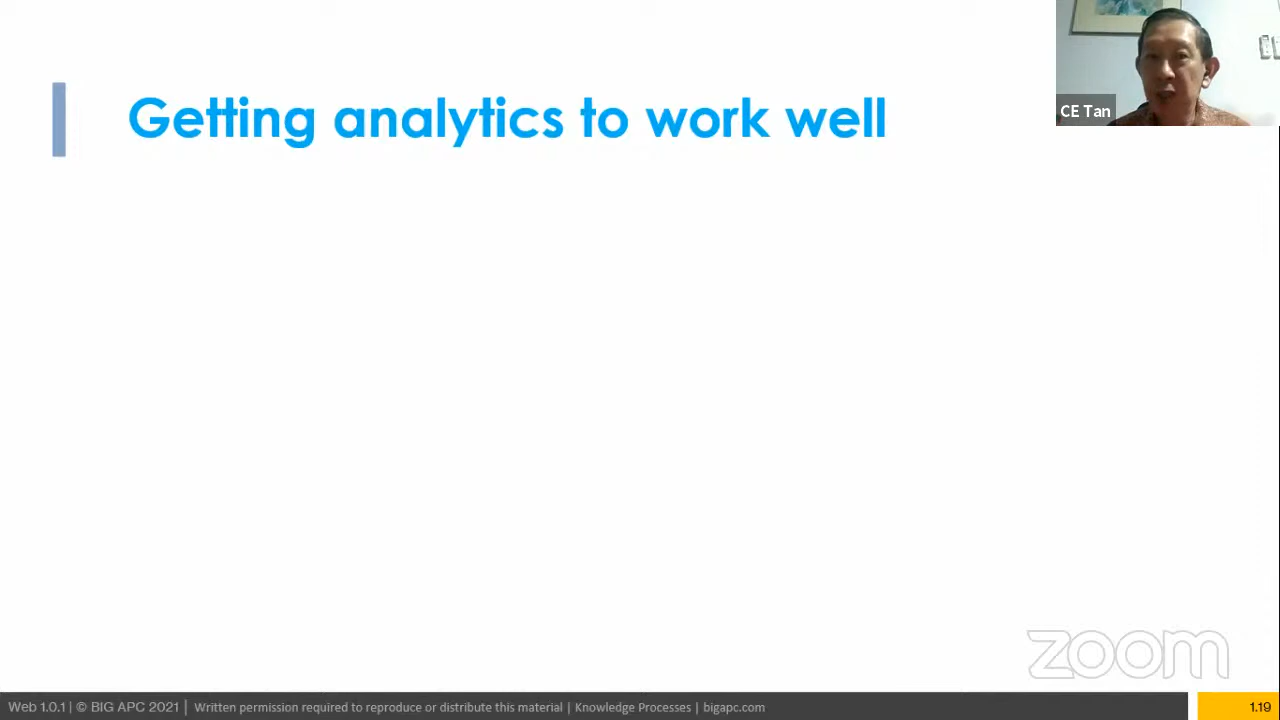 Getting analytics to work well
CE Tan
zoom
Web 1.0.1 | © BIG APC 2021 | Written permission required to reproduce or distribute this material | Knowledge Processes | bigapc.com
1.19